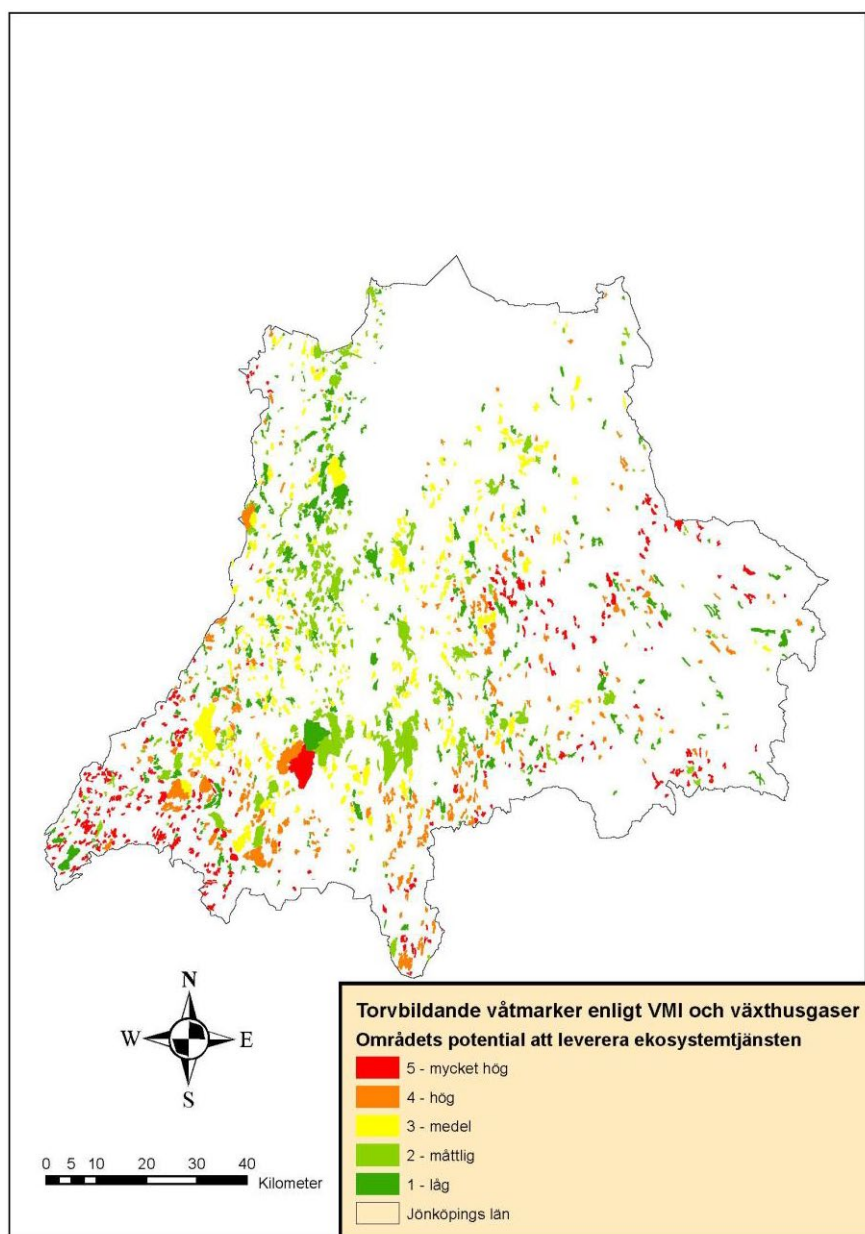 N
W E
S
0 5 10 20 30 40
Kilometer
Torvbildande våtmarker enligt VMI och växthusgaser
Områdets potential att leverera ekosystemtjänsten
5 - mycket hög
4 - hög
3 - medel
2 - måttlig
1 - låg
Jönköpings län